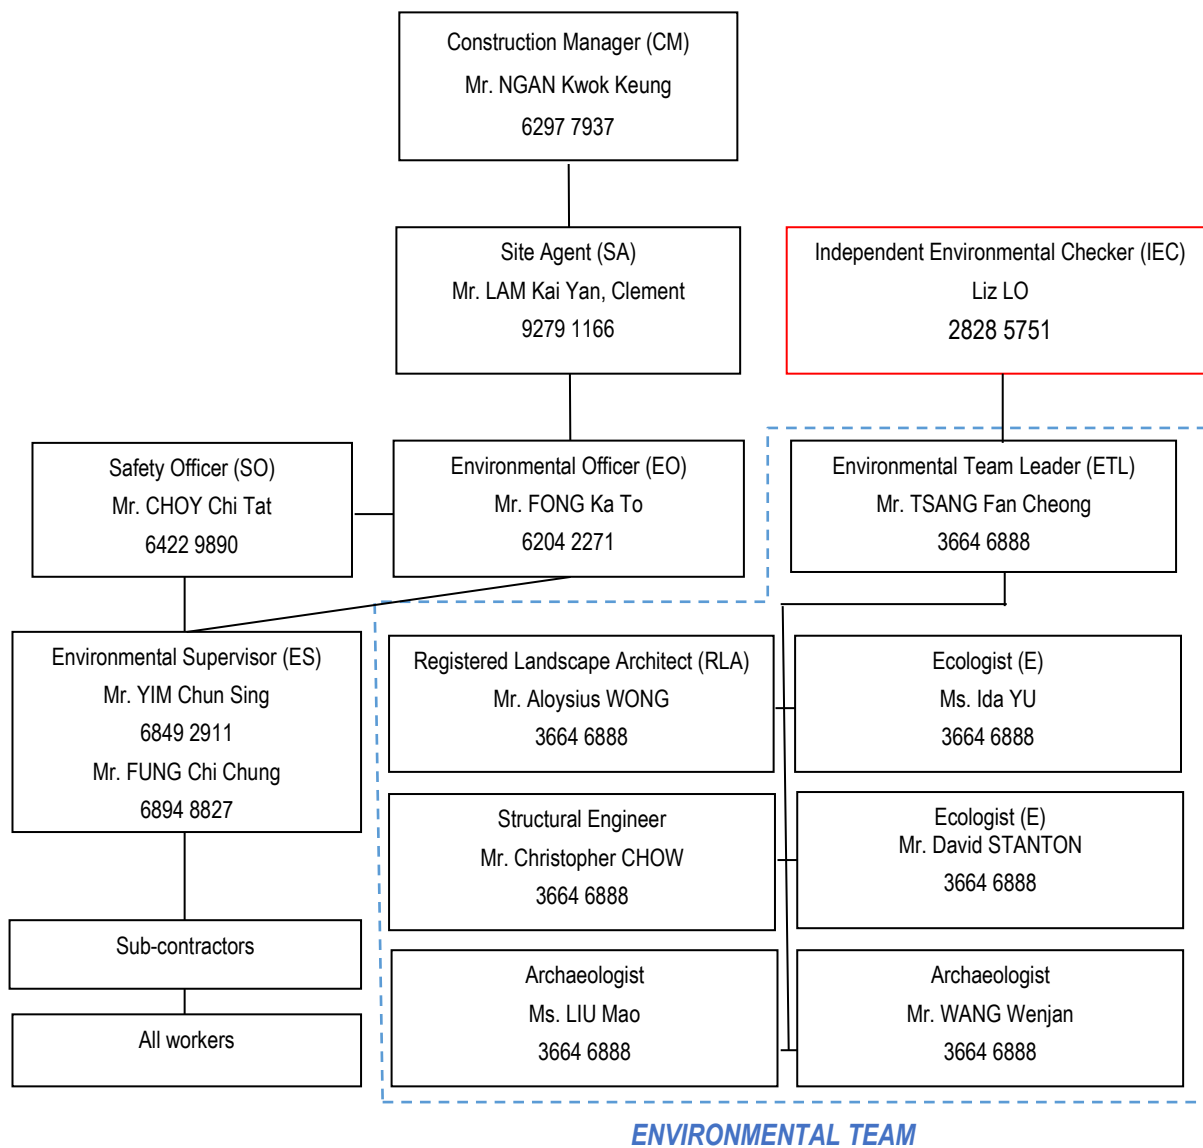 Construction Manager (CM)
Mr. NGAN Kwok Keung
6297 7937
Site Agent (SA)
Mr. LAM Kai Yan, Clement
9279 1166
Independent Environmental Checker (IEC)
Liz LO
2828 5751
Safety Officer (SO)
Mr. CHOY Chi Tat
6422 9890
Environmental Officer (EO)
Mr. FONG Ka To
6204 2271
Environmental Team Leader (ETL)
Mr. TSANG Fan Cheong
3664 6888
Environmental Supervisor (ES)
Mr. YIM Chun Sing
6849 2911
Mr. FUNG Chi Chung
6894 8827
Registered Landscape Architect (RLA)
Mr. Aloysius WONG
3664 6888
Ecologist (E)
Ms. Ida YU
3664 6888
Structural Engineer
Mr. Christopher CHOW
3664 6888
Ecologist (E)
Mr. David STANTON
3664 6888
Sub-contractors
All workers
Archaeologist
Ms. LIU Mao
3664 6888
Archaeologist
Mr. WANG Wenjan
3664 6888
ENVIRONMENTAL TEAM